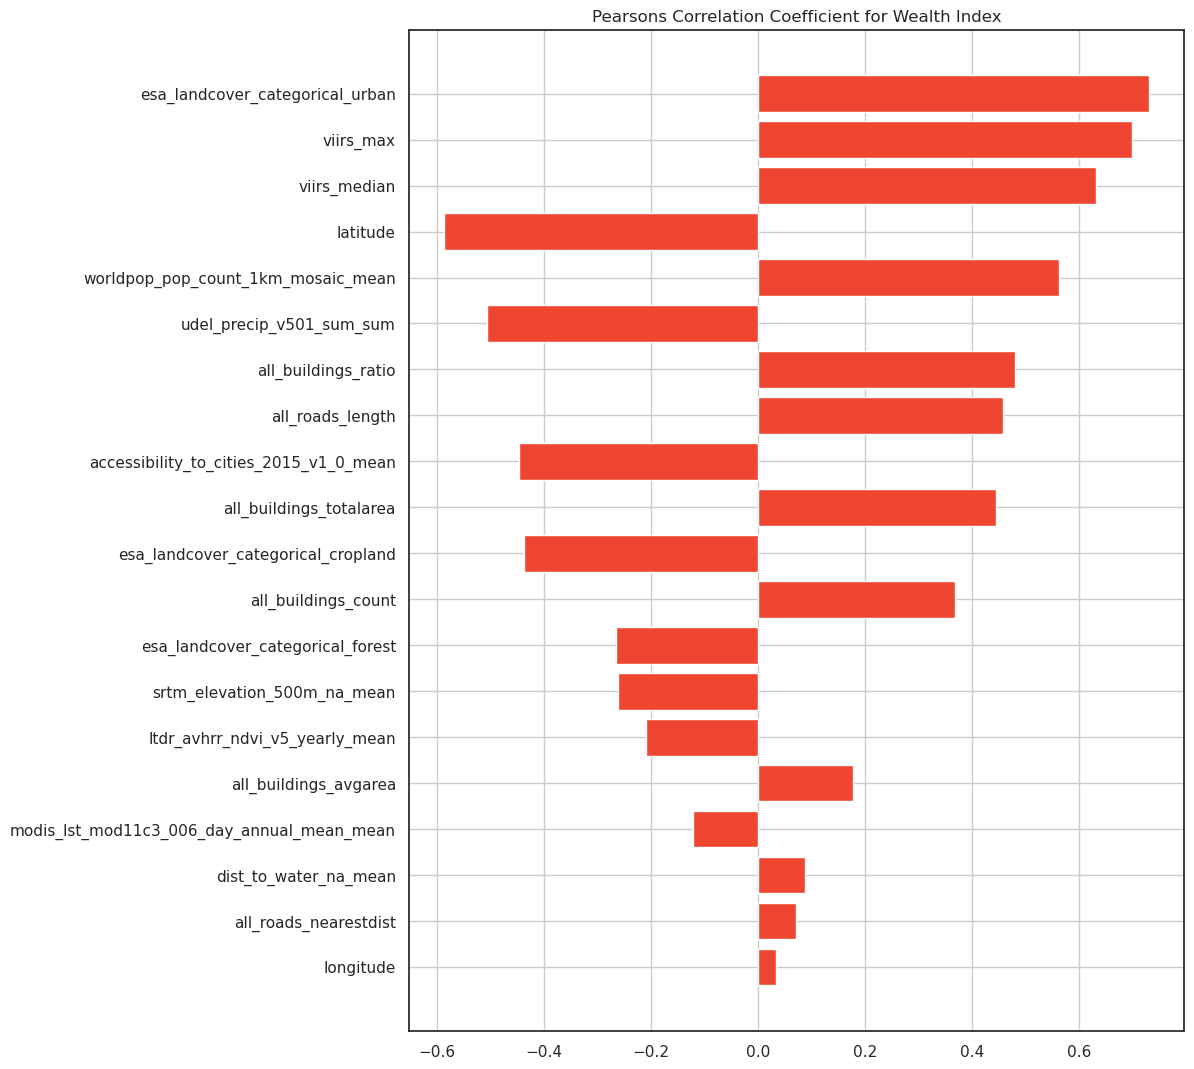 Pearsons Correlation Coefficient for Wealth Index
esa_landcover_categorical_urban
viirs_max
viirs_median
latitude
worldpop_pop_count_1km_mosaic_mean
udel_precip_v501_sum_sum
all_buildings_ratio
all_roads_length
accessibility_to_cities_2015_v1_0_mean
all_buildings_totalarea
esa_landcover_categorical_cropland
all_buildings_count
esa_landcover_categorical_forest
srtm_elevation_500m_na_mean
ltdr_avhrr_ndvi_v5_yearly_mean
all_buildings_avgarea
modis_lst_mod11c3_006_day_annual_mean_mean
dist_to_water_na_mean
all_roads_nearestdist
longitude
−0.6 −0.4 −0.2 0.0 0.2 0.4 0.6